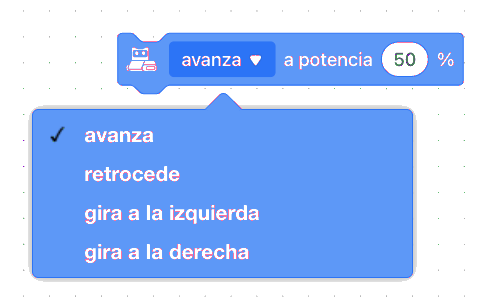 avanza a potencia 50 %
avanza
retrocede
gira a la izquierda
gira a la derecha